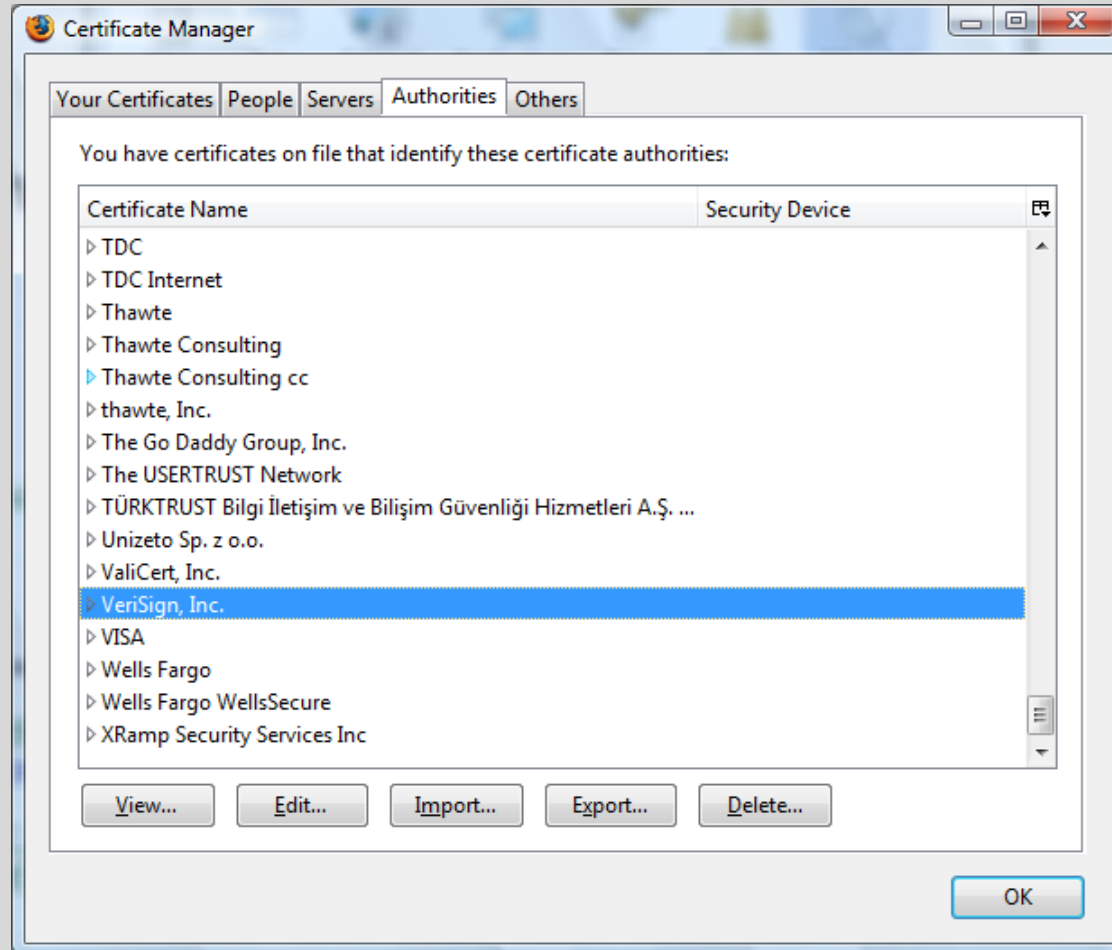 Certificate Manager
Your Certificates People Servers Authorities Others
You have certificates on file that identify these certificate authorities:
Certificate Name Security Device
TDC
TDC Internet
Thawte
Thawte Consulting
Thawte Consulting cc
thawte, Inc.
The Go Daddy Group, Inc.
The USERTRUST Network
TÜRKTRUST Bilgi İletişim ve Bilişim Güvenliği Hizmetleri A.Ş. ...
Unizeto Sp. z o.o.
ValiCert, Inc.
VeriSign, Inc.
VISA
Wells Fargo
Wells Fargo WellsSecure
XRamp Security Services Inc
View... Edit... Import... Export... Delete...
OK